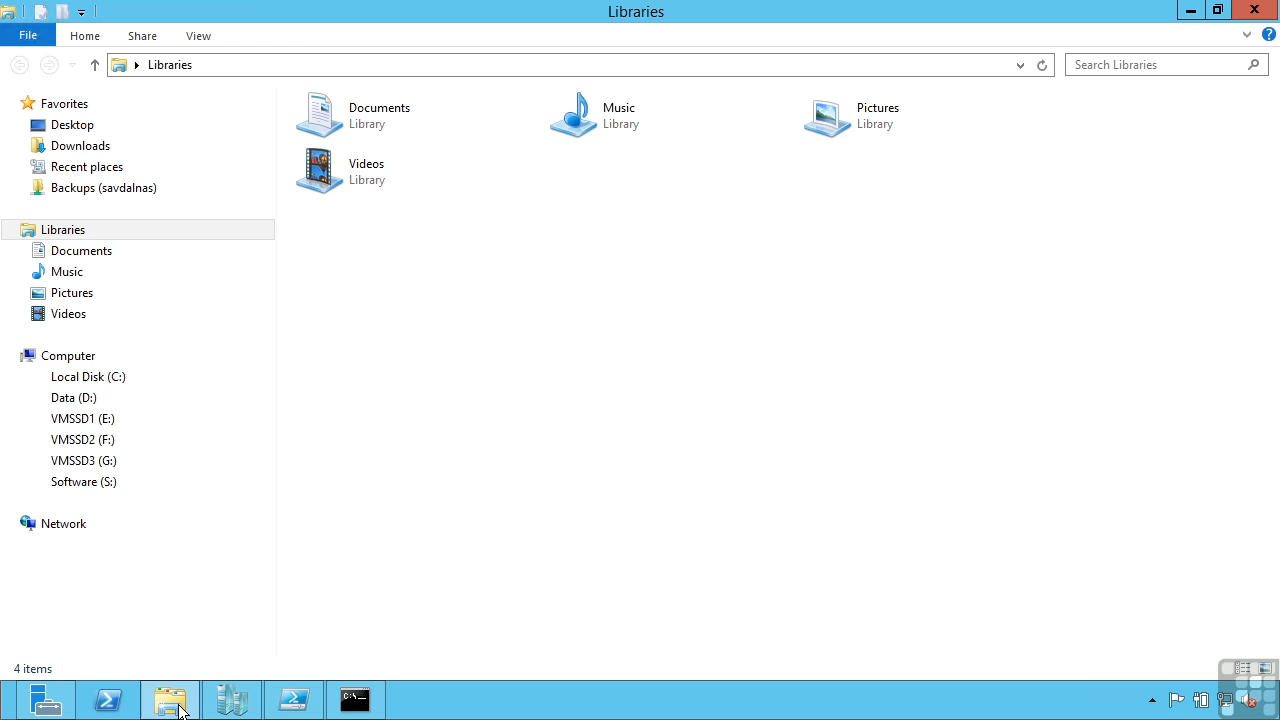 Libraries
File Home Share View
Libraries
Search Libraries
Favorites
Desktop
Downloads
Recent places
Backups (savdalnas)
Libraries
Documents
Music
Pictures
Videos
Computer
Local Disk (C:)
Data (D:)
VMSSD1 (E:)
VMSSD2 (F:)
VMSSD3 (G:)
Software (S:)
Network
Documents
Library
Music
Library
Pictures
Library
Videos
Library
4 items